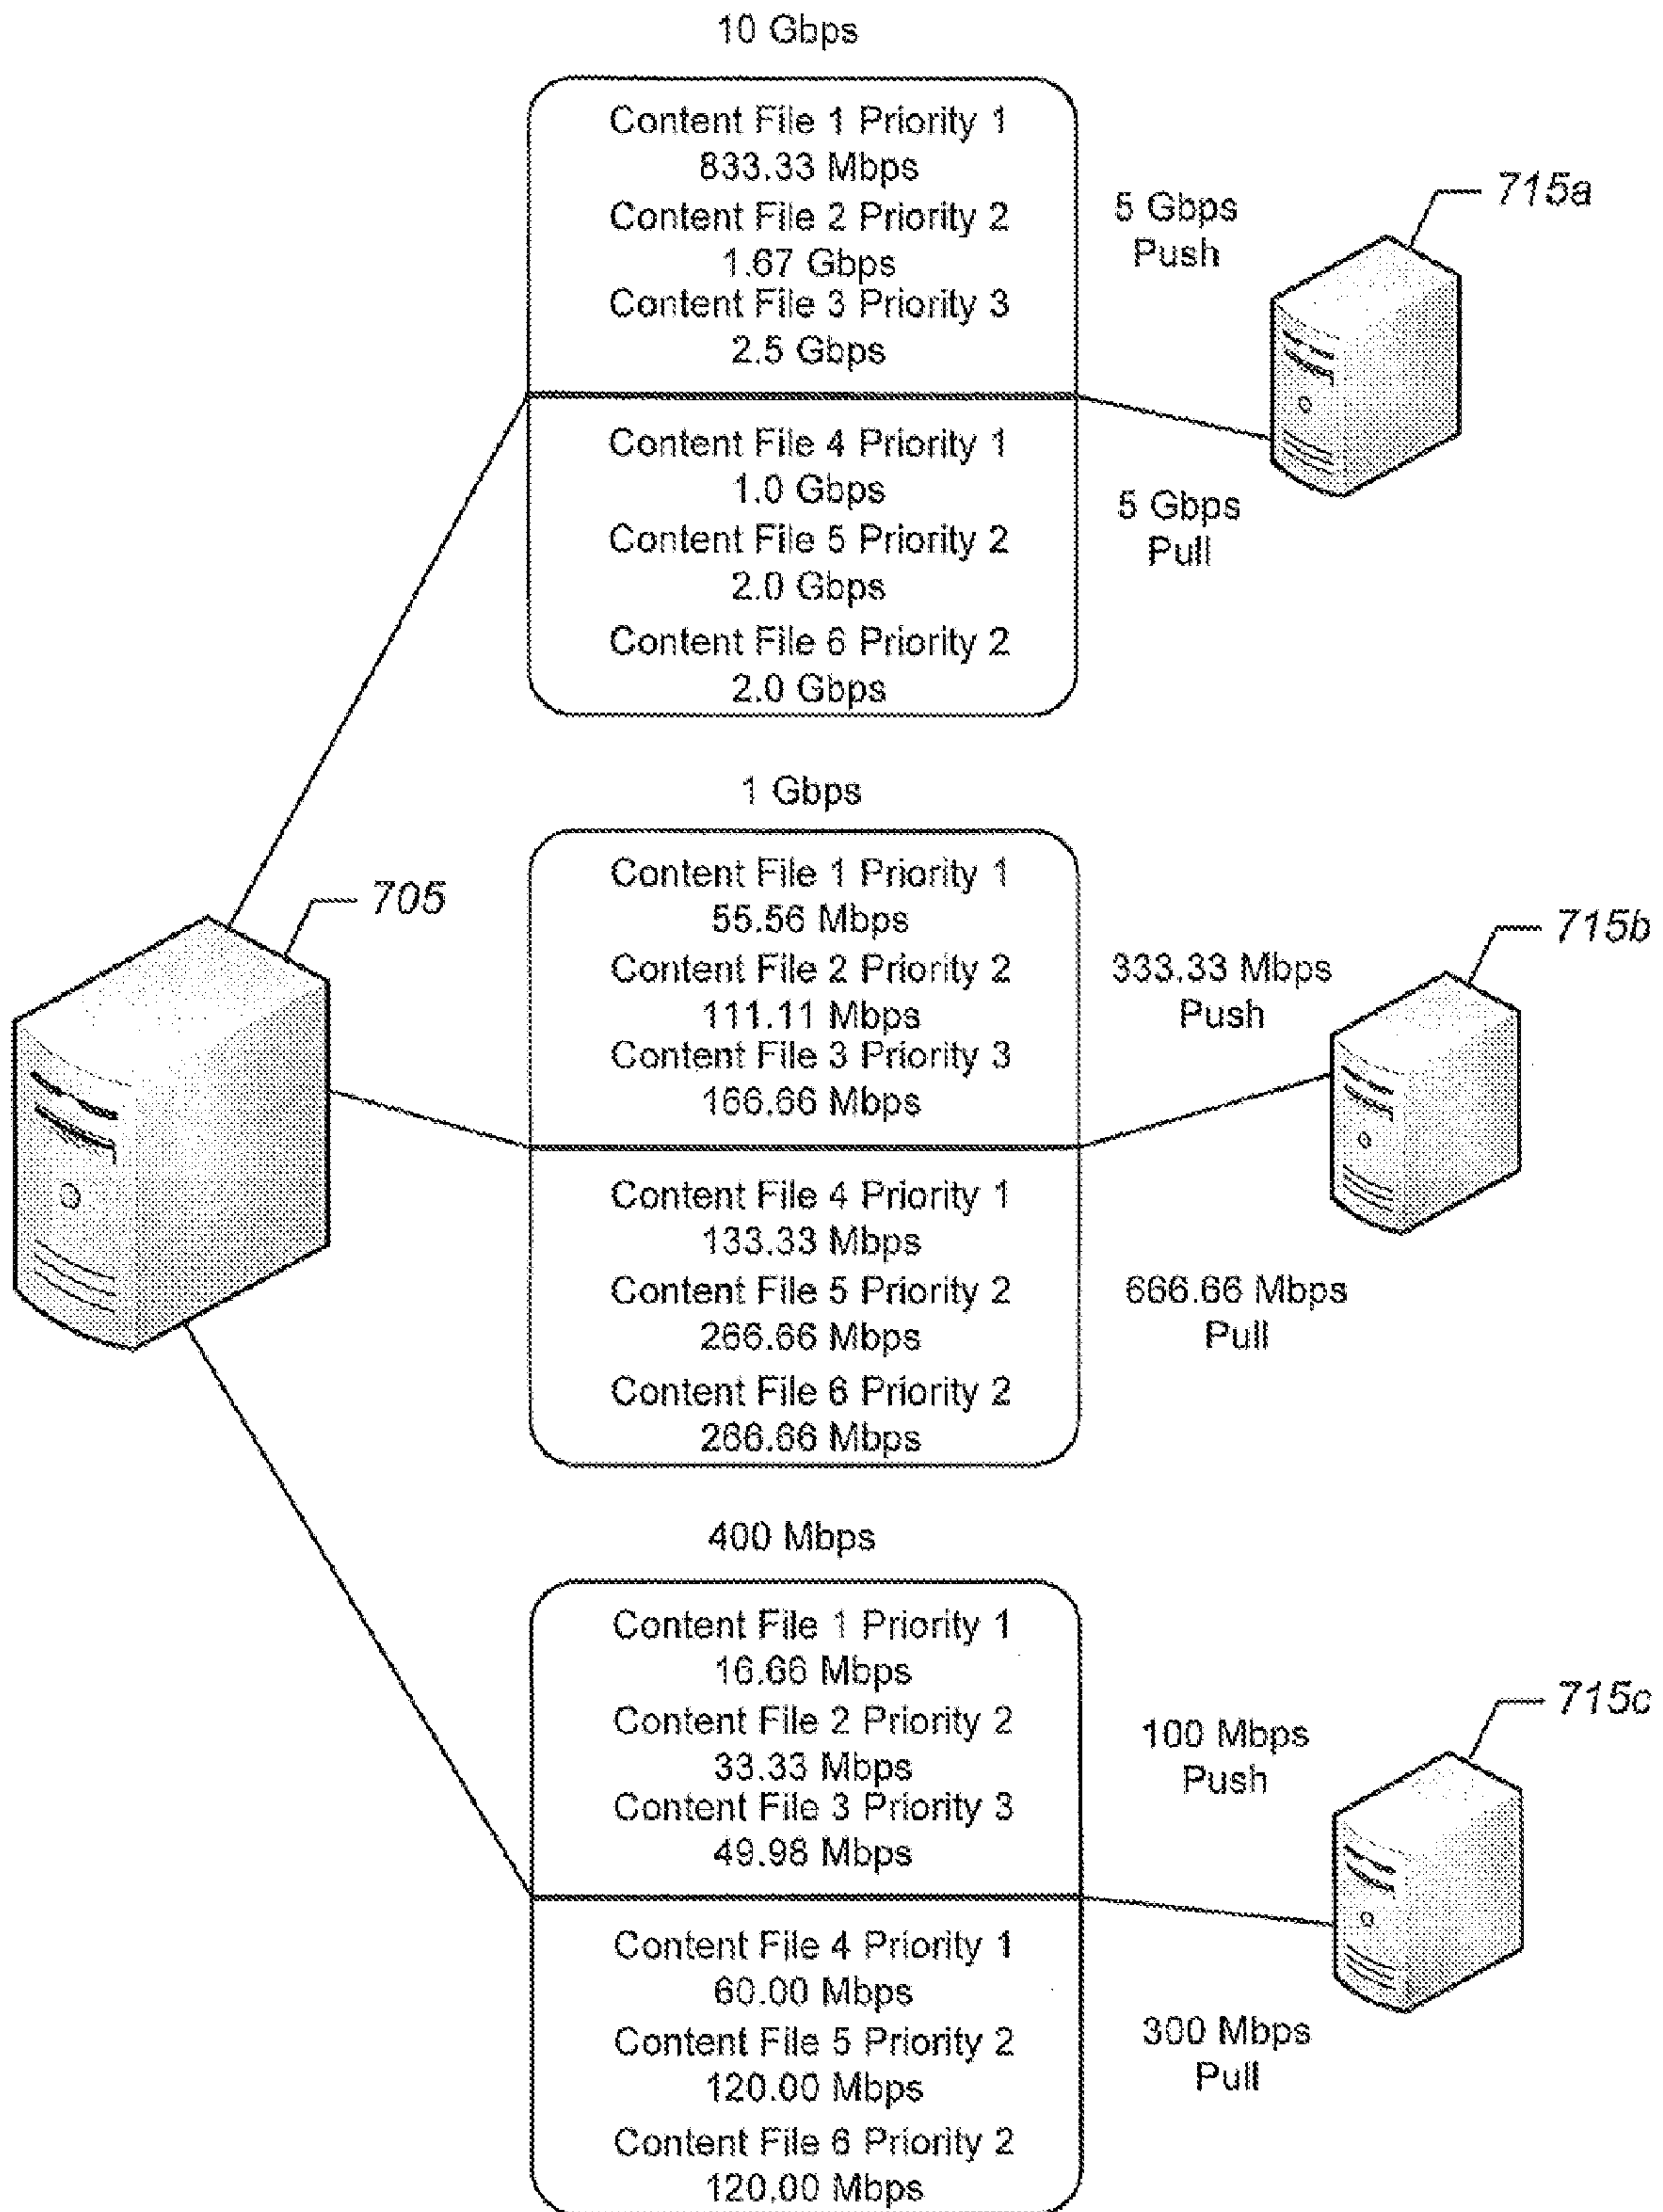 10 Gbps
Content File 1 Priority 1
833.33 Mbps
Content File 2 Priority 2
1.67 Gbps
Content File 3 Priority 3
2.5 Gbps
5 Gbps
Push
715a
Content File 4 Priority 1
1.0 Gbps
Content File 5 Priority 2
2.0 Gbps
Content File 6 Priority 2
2.0 Gbps
5 Gbps
Pull
1 Gbps
705
Content File 1 Priority 1
55.56 Mbps
Content File 2 Priority 2
111.11 Mbps
Content File 3 Priority 3
166.66 Mbps
333.33 Mbps
Push
715b
Content File 4 Priority 1
133.33 Mbps
Content File 5 Priority 2
266.66 Mbps
Content File 6 Priority 2
266.66 Mbps
666.66 Mbps
Pull
400 Mbps
Content File 1 Priority 1
16.66 Mbps
Content File 2 Priority 2
33.33 Mbps
Content File 3 Priority 3
49.98 Mbps
100 Mbps
Push
715c
Content File 4 Priority 1
60.00 Mbps
Content File 5 Priority 2
120.00 Mbps
Content File 6 Priority 2
120.00 Mbps
300 Mbps
Pull